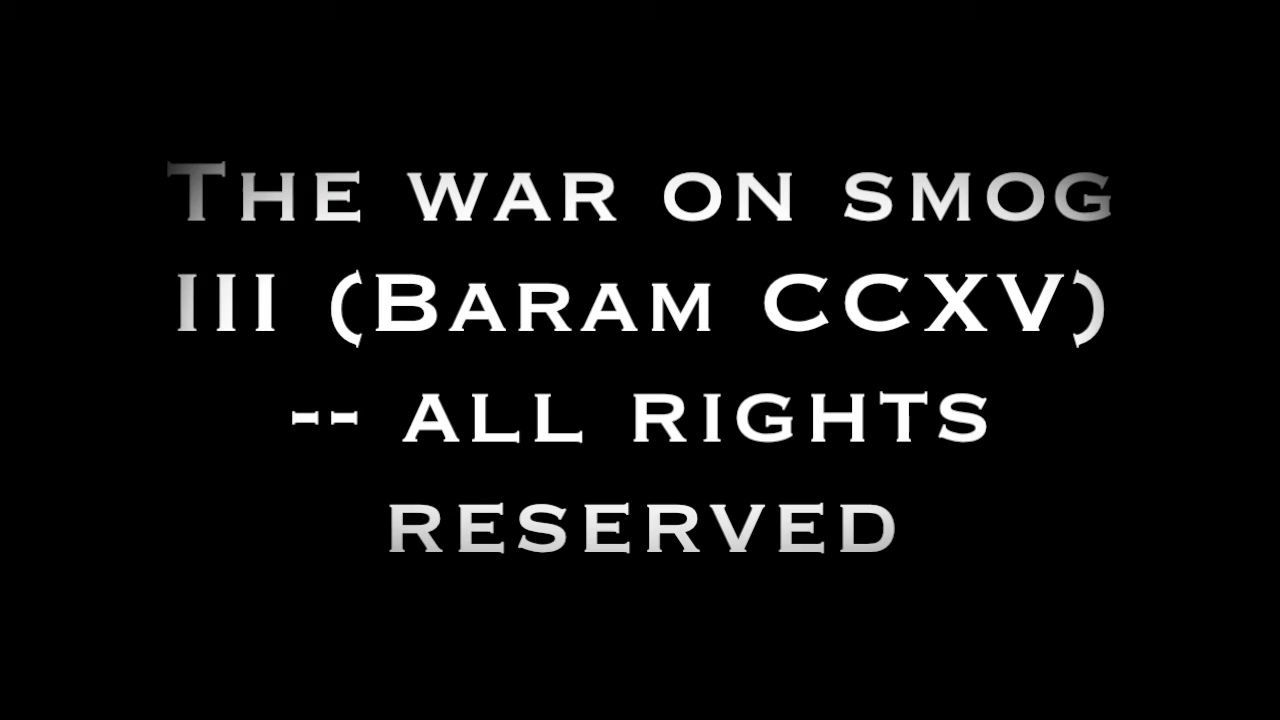 The war on smog
III (Baram CCXV)
-- all rights
reserved